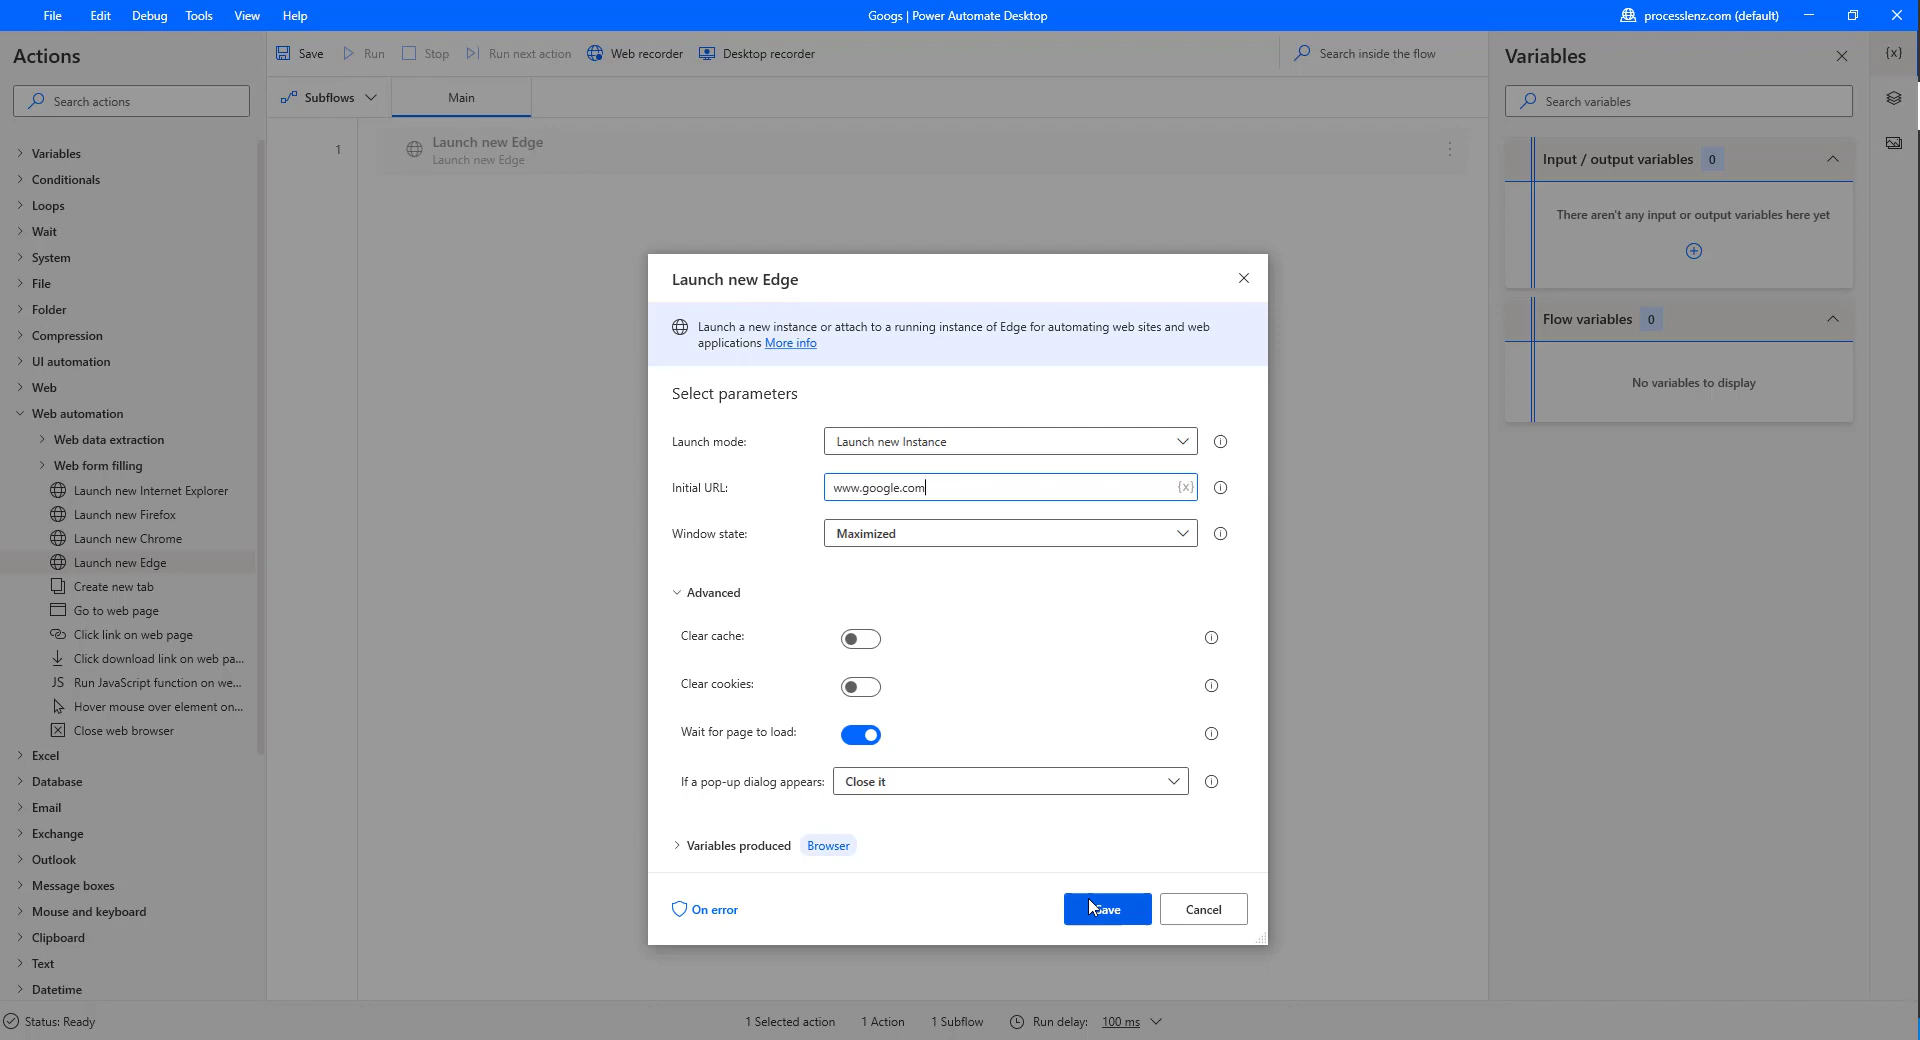 File Edit Debug Tools View Help
Googs | Power Automate Desktop
processlenz.com (default)
Actions
Search actions
Variables
Conditionals
Loops
Wait
System
File
Folder
Compression
UI automation
Web
Web automation
Web data extraction
Web form filling
Launch new Internet Explorer
Launch new Firefox
Launch new Chrome
Launch new Edge
Create new tab
Go to web page
Click link on web page
Click download link on web pa...
JS Run JavaScript function on we...
Hover mouse over element on...
Close web browser
Excel
Database
Email
Exchange
Outlook
Message boxes
Mouse and keyboard
Clipboard
Text
Datetime
Save Run Stop Run next action Web recorder Desktop recorder
Search inside the flow
Subflows Main
1
Launch new Edge
Launch new Edge
Launch new Edge
Launch a new instance or attach to a running instance of Edge for automating web sites and web
applications More info
Select parameters
Launch mode: Launch new Instance
Initial URL: www.google.com {x}
Window state: Maximized
Advanced
Clear cache:
Clear cookies:
Wait for page to load:
If a pop-up dialog appears: Close it
Variables produced Browser
On error
Save Cancel
Variables
{x}
Search variables
Input / output variables 0
There aren't any input or output variables here yet
Flow variables 0
No variables to display
Status: Ready
1 Selected action 1 Action 1 Subflow Run delay: 100 ms